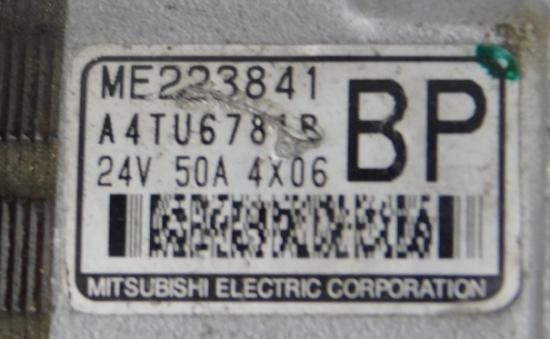 ME223841
BP
24V 50A 4X06
MITSUBISHI ELECTRIC CORPORATION